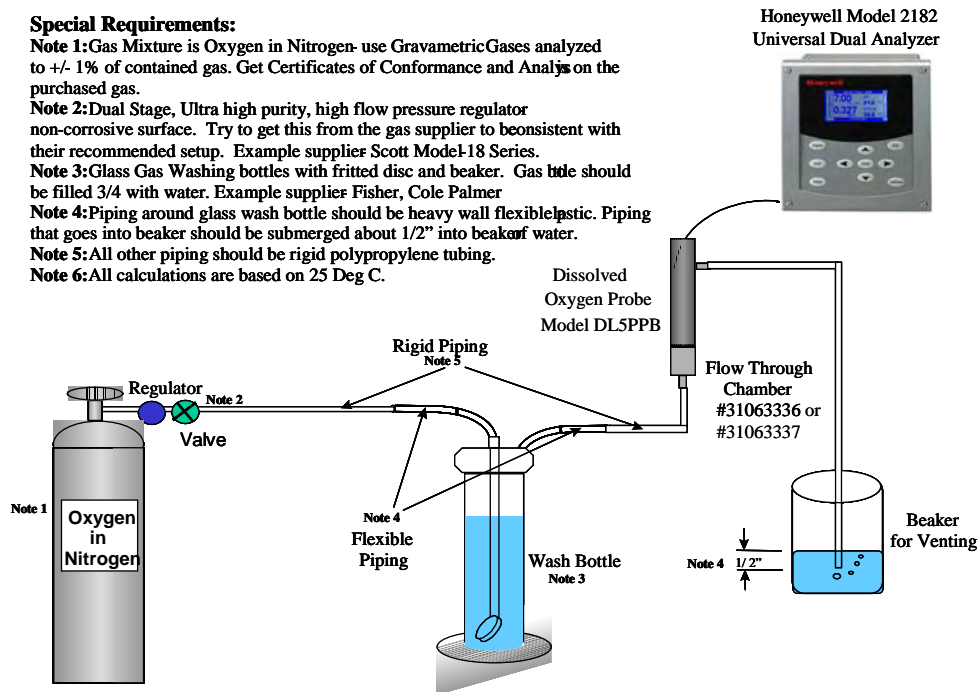 Special Requirements:
Note 1: Gas Mixture is Oxygen in Nitrogen- use Gravametric Gases analyzed
to +/- 1% of contained gas. Get Certificates of Conformance and Analysis on the
purchased gas.
Note 2: Dual Stage, Ultra high purity, high flow pressure regulator
non-corrosive surface. Try to get this from the gas supplier to be consistent with
their recommended setup. Example supplier- Scott Model-18 Series.
Note 3: Glass Gas Washing bottles with fritted disc and beaker. Gas bottle should
be filled 3/4 with water. Example supplier- Fisher, Cole Palmer
Note 4: Piping around glass wash bottle should be heavy wall flexible plastic. Piping
that goes into beaker should be submerged about 1/2” into beaker of water.
Note 5: All other piping should be rigid polypropylene tubing.
Note 6: All calculations are based on 25 Deg C.
Honeywell Model 2182
Universal Dual Analyzer
Honeywell
7.00
0.327
Dissolved
Oxygen Probe
Model DL5PPB
Rigid Piping
Note 5
Flow Through
Chamber
#31063336 or
#31063337
Regulator
Note 2
Valve
Note 1
Oxygen
in
Nitrogen
Note 4
Flexible
Piping
Wash Bottle
Note 3
Note 4
1/2”
Beaker
for Venting